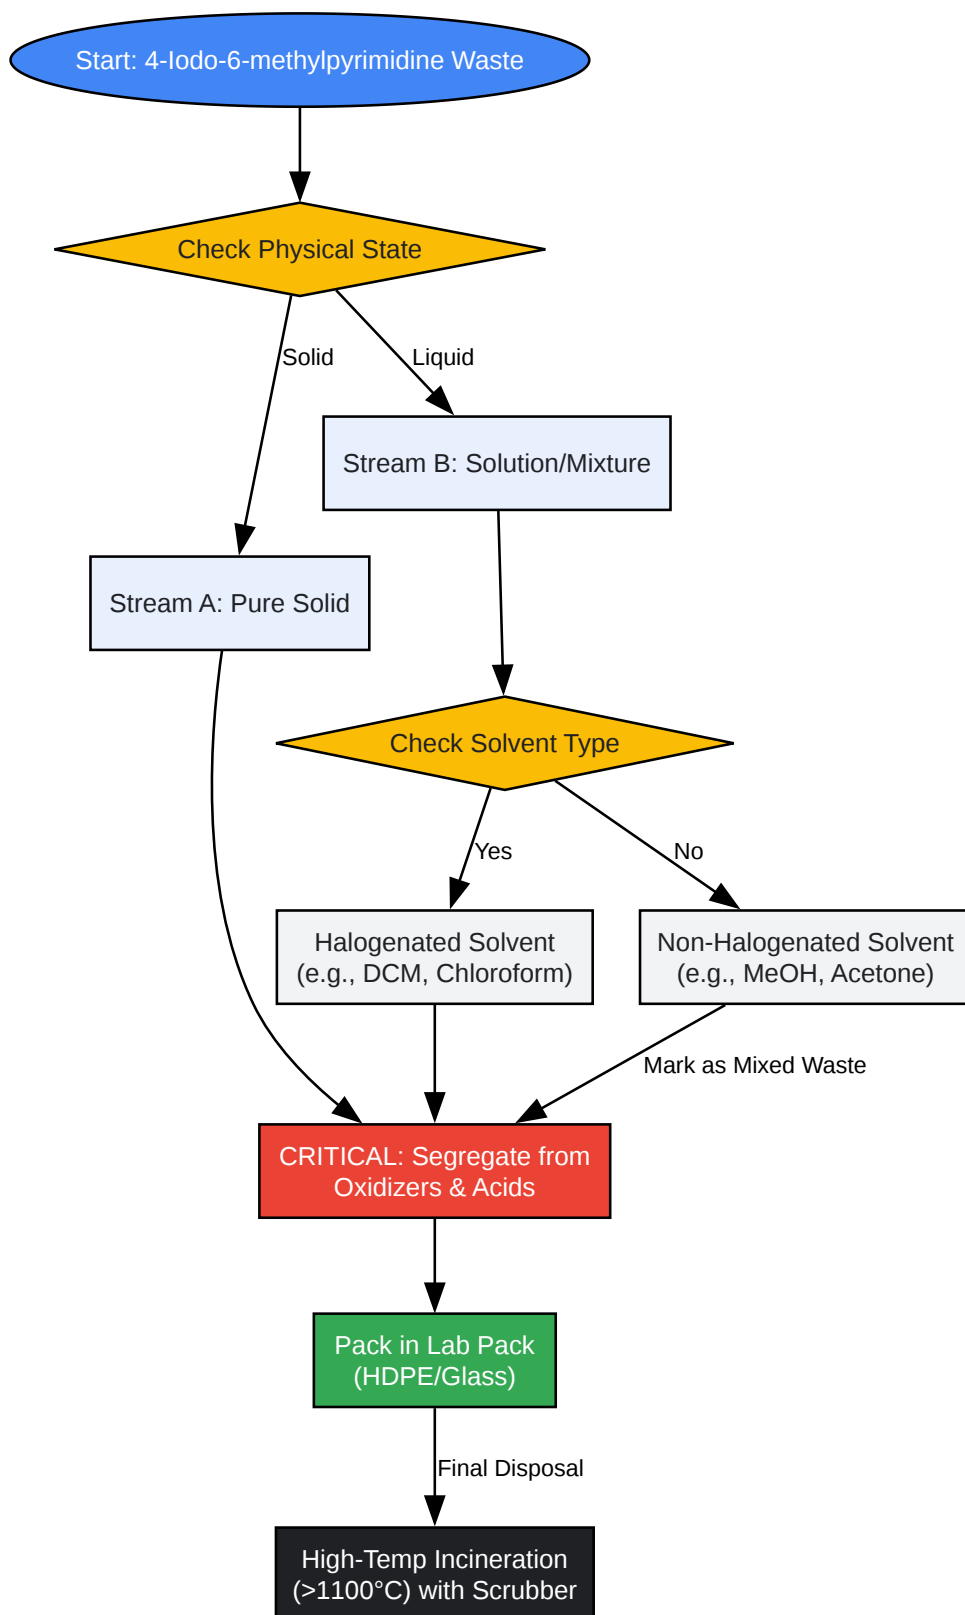 Start: 4-Iodo-6-methylpyrimidine Waste
Check Physical State
Solid
Liquid
Stream B: Solution/Mixture
Stream A: Pure Solid
Check Solvent Type
Yes
No
Halogenated Solvent
(e.g., DCM, Chloroform)
Non-Halogenated Solvent
(e.g., MeOH, Acetone)
Mark as Mixed Waste
CRITICAL: Segregate from
Oxidizers & Acids
Pack in Lab Pack
(HDPE/Glass)
Final Disposal
High-Temp Incineration
(>1100°C) with Scrubber